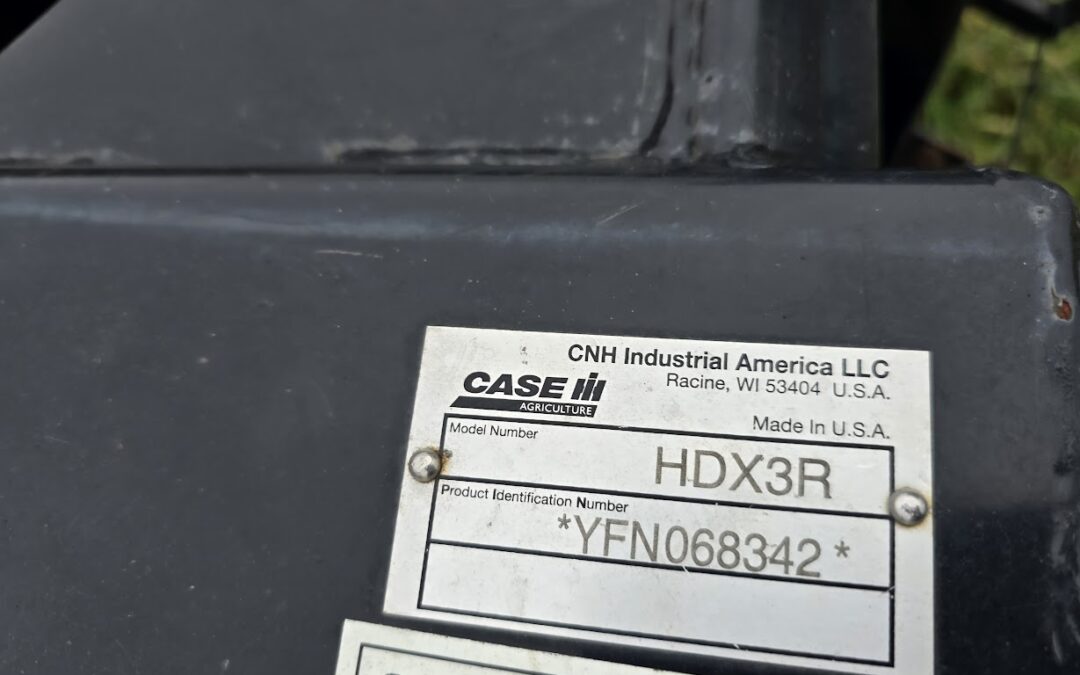 CNH Industrial America LLC
CASE IH
AGRICULTURE
Racine, WI 53404 U.S.A.
Made In U.S.A.
Model Number
HDX3R
Product Identification Number
*YFN068342*